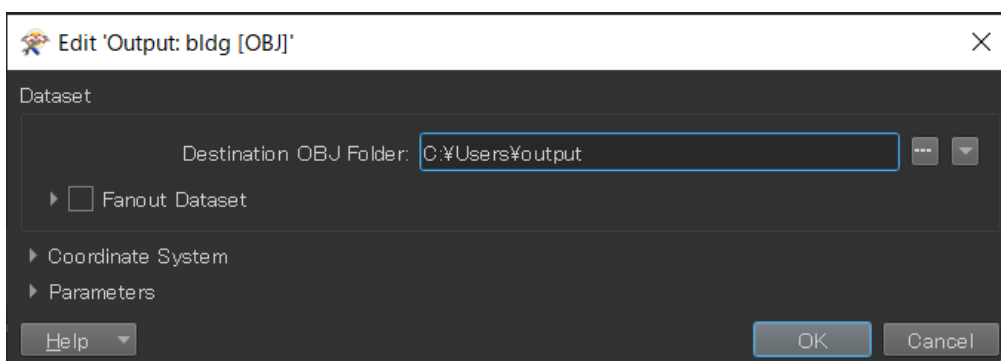 Edit 'Output: bldg [OBJ]'
Dataset
Destination OBJ Folder: C:¥Users¥output
Fanout Dataset
Coordinate System
Parameters
Help OK Cancel